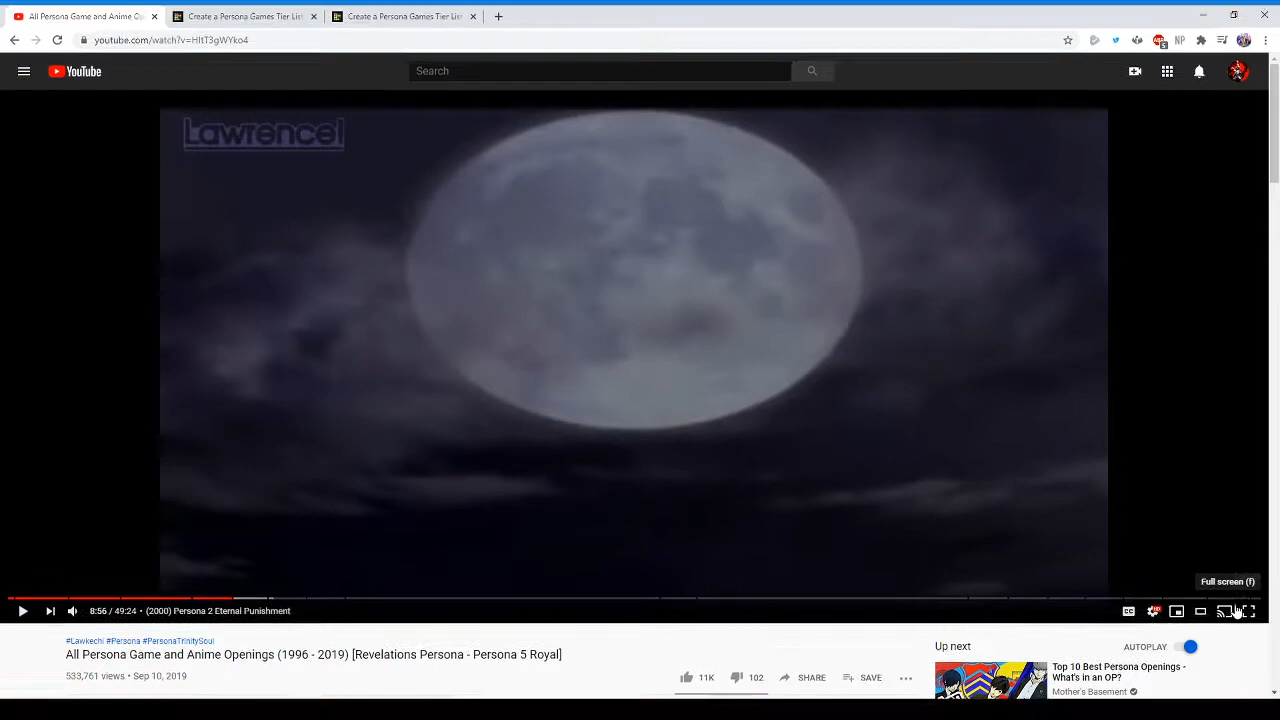 All Persona Game and Anime O
Create a Persona Games Tier List
Create a Persona Games Tier List
youtube.com/watch?v=HItT3gWYko4
NP
YouTube
Search
Lawrence!
Full screen (f)
8:56 / 49:24 • (2000) Persona 2 Eternal Punishment
HD
#Lawkechi #Persona #PersonaTrinitySoul
All Persona Game and Anime Openings (1996 - 2019) [Revelations Persona - Persona 5 Royal]
533,761 views • Sep 10, 2019
11K
102
SHARE
SAVE
Up next
AUTOPLAY
Top 10 Best Persona Openings -
What's in an OP?
Mother's Basement